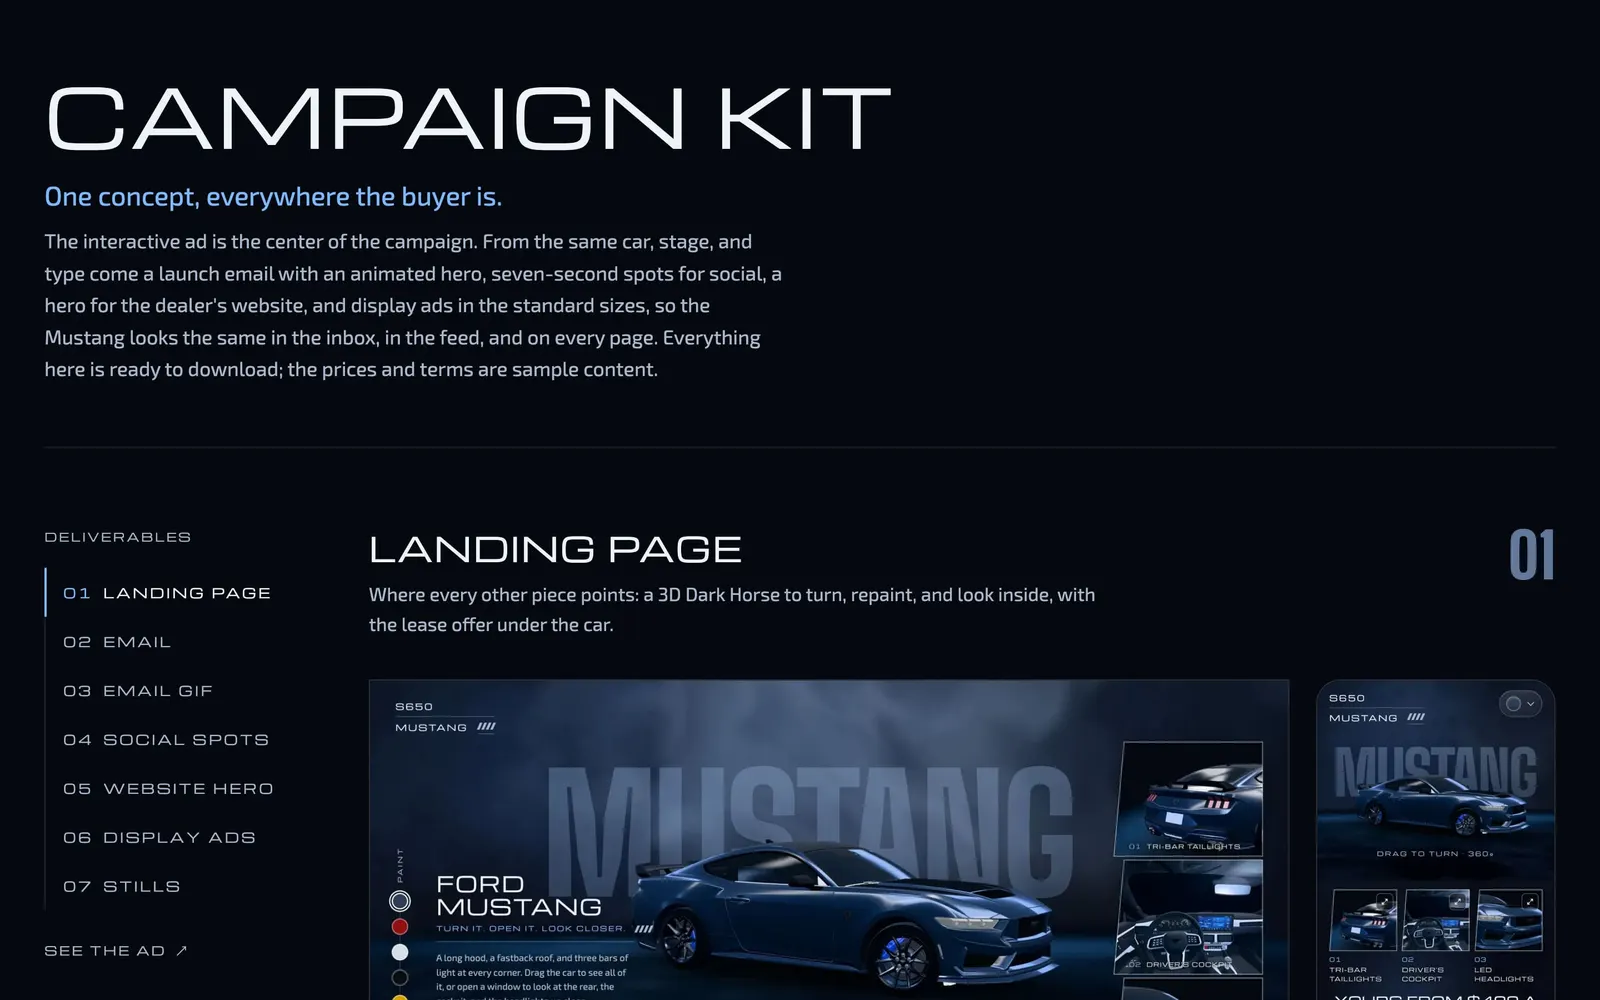 CAMPAIGN KIT
One concept, everywhere the buyer is.
The interactive ad is the center of the campaign. From the same car, stage, and
type come a launch email with an animated hero, seven-second spots for social, a
hero for the dealer's website, and display ads in the standard sizes, so the
Mustang looks the same in the inbox, in the feed, and on every page. Everything
here is ready to download; the prices and terms are sample content.
DELIVERABLES
01 LANDING PAGE
02 EMAIL
03 EMAIL GIF
04 SOCIAL SPOTS
05 WEBSITE HERO
06 DISPLAY ADS
07 STILLS
SEE THE AD ↗
LANDING PAGE
01
Where every other piece points: a 3D Dark Horse to turn, repaint, and look inside, with
the lease offer under the car.
S650
MUSTANG
MUSTANG
PAINT
FORD
MUSTANG
TURN IT. OPEN IT. LOOK CLOSER.
A long hood, a fastback roof, and three bars of
light at every corner. Drag the car to see all of
it, or open a window to look at the rear, the
01 TRI-BAR TAILLIGHTS
02 DRIVER'S COCKPIT
S650
MUSTANG
MUSTANG
DRAG TO TURN · 360°
01
TRI-BAR
TAILLIGHTS
02
DRIVER'S
COCKPIT
03
LED
HEADLIGHTS